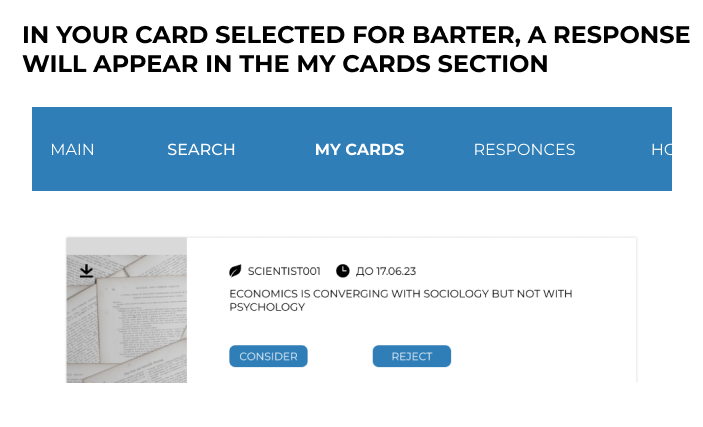 IN YOUR CARD SELECTED FOR BARTER, A RESPONSE
WILL APPEAR IN THE MY CARDS SECTION
MAIN SEARCH MY CARDS RESPONCES
SCIENTIST001 ДО 17.06.23
ECONOMICS IS CONVERGING WITH SOCIOLOGY BUT NOT WITH
PSYCHOLOGY
CONSIDER REJECT